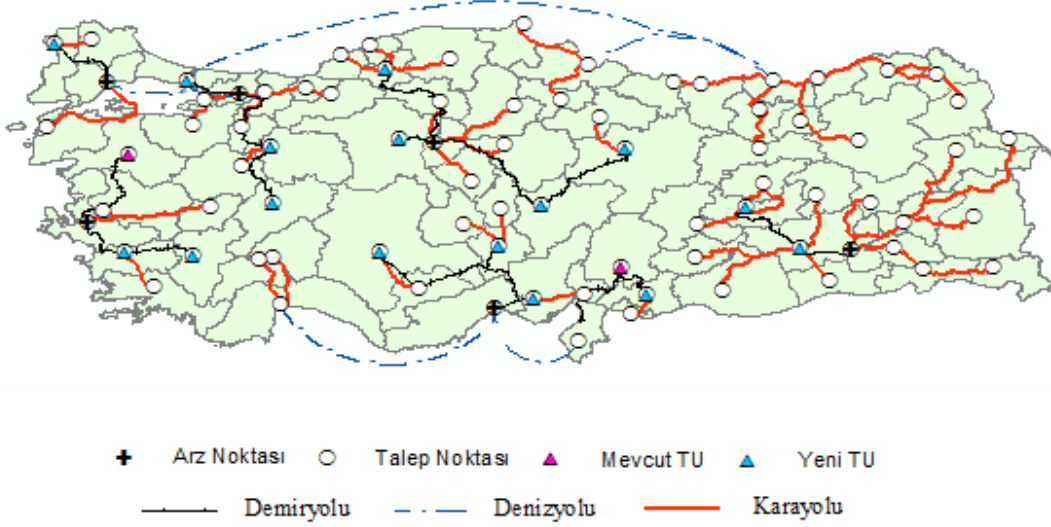 Arz Noktası Talep Noktası Mevcut TU Yeni TU
Demiryolu Denizyolu Karayolu